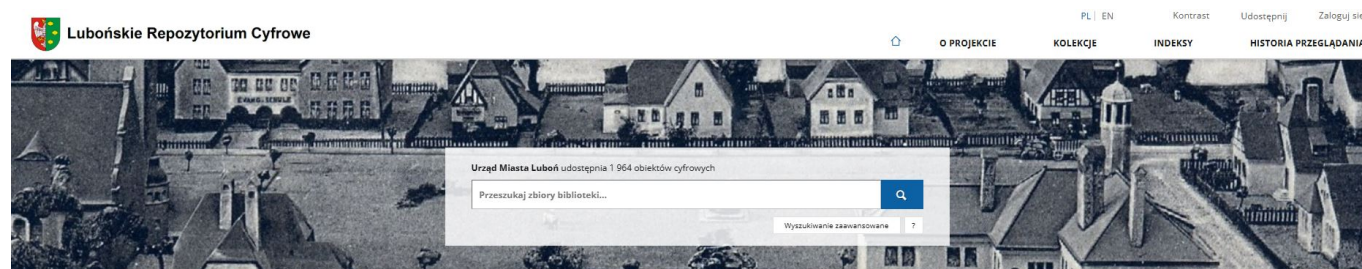 PL | EN Kontrast Udostępnij Zaloguj się
Lubońskie Repozytorium Cyfrowe
O PROJEKCIE KOLEKCJE INDEKSY HISTORIA PRZEGLĄDANIA
EVANG. SCHULE
Urząd Miasta Luboń udostępnia 1 964 obiektów cyfrowych
Przeszukaj zbiory biblioteki...
Wyszukiwanie zaawansowane ?